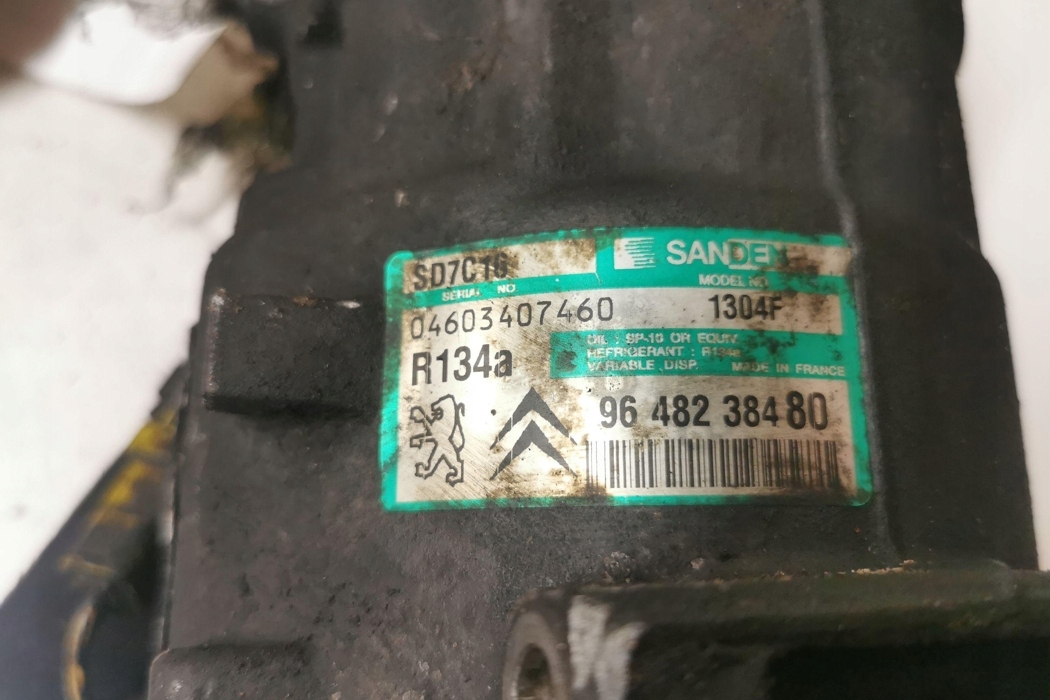 SD7C16 SANDEN
SERIAL NO MODEL NO.
04603407460 1304F
R134a
OIL : SP-10 OR EQUIV.
REFRIGERANT : R134a
VARIABLE DISP. MADE IN FRANCE
96 482 384 80